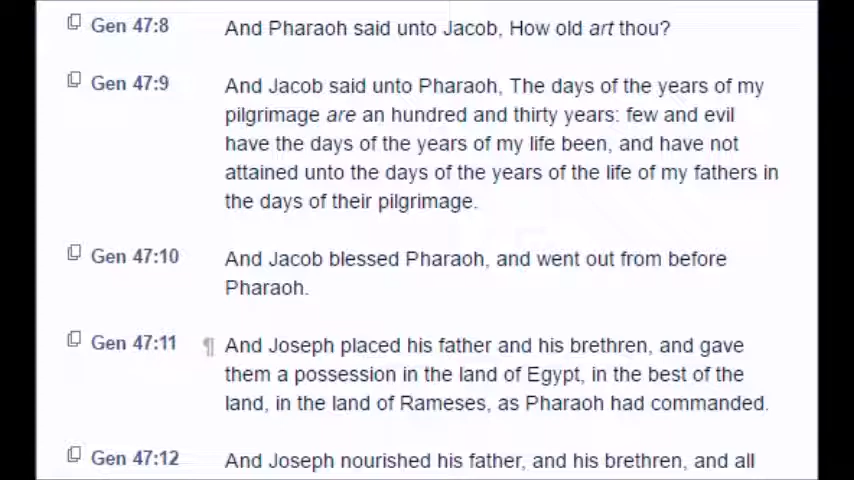 Gen 47:8 And Pharaoh said unto Jacob, How old art thou?
Gen 47:9 And Jacob said unto Pharaoh, The days of the years of my
pilgrimage are an hundred and thirty years: few and evil
have the days of the years of my life been, and have not
attained unto the days of the years of the life of my fathers in
the days of their pilgrimage.
Gen 47:10 And Jacob blessed Pharaoh, and went out from before
Pharaoh.
Gen 47:11 ¶ And Joseph placed his father and his brethren, and gave
them a possession in the land of Egypt, in the best of the
land, in the land of Rameses, as Pharaoh had commanded.
Gen 47:12 And Joseph nourished his father, and his brethren, and all